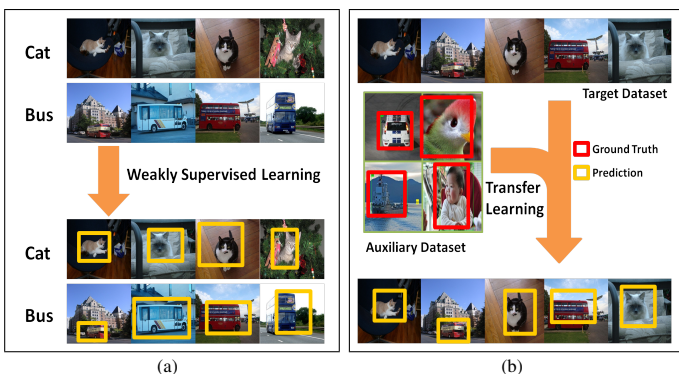 Cat
Bus
Weakly Supervised Learning
Cat
Bus
(a)
Target Dataset
Ground Truth
Prediction
Transfer
Learning
Auxiliary Dataset
(b)